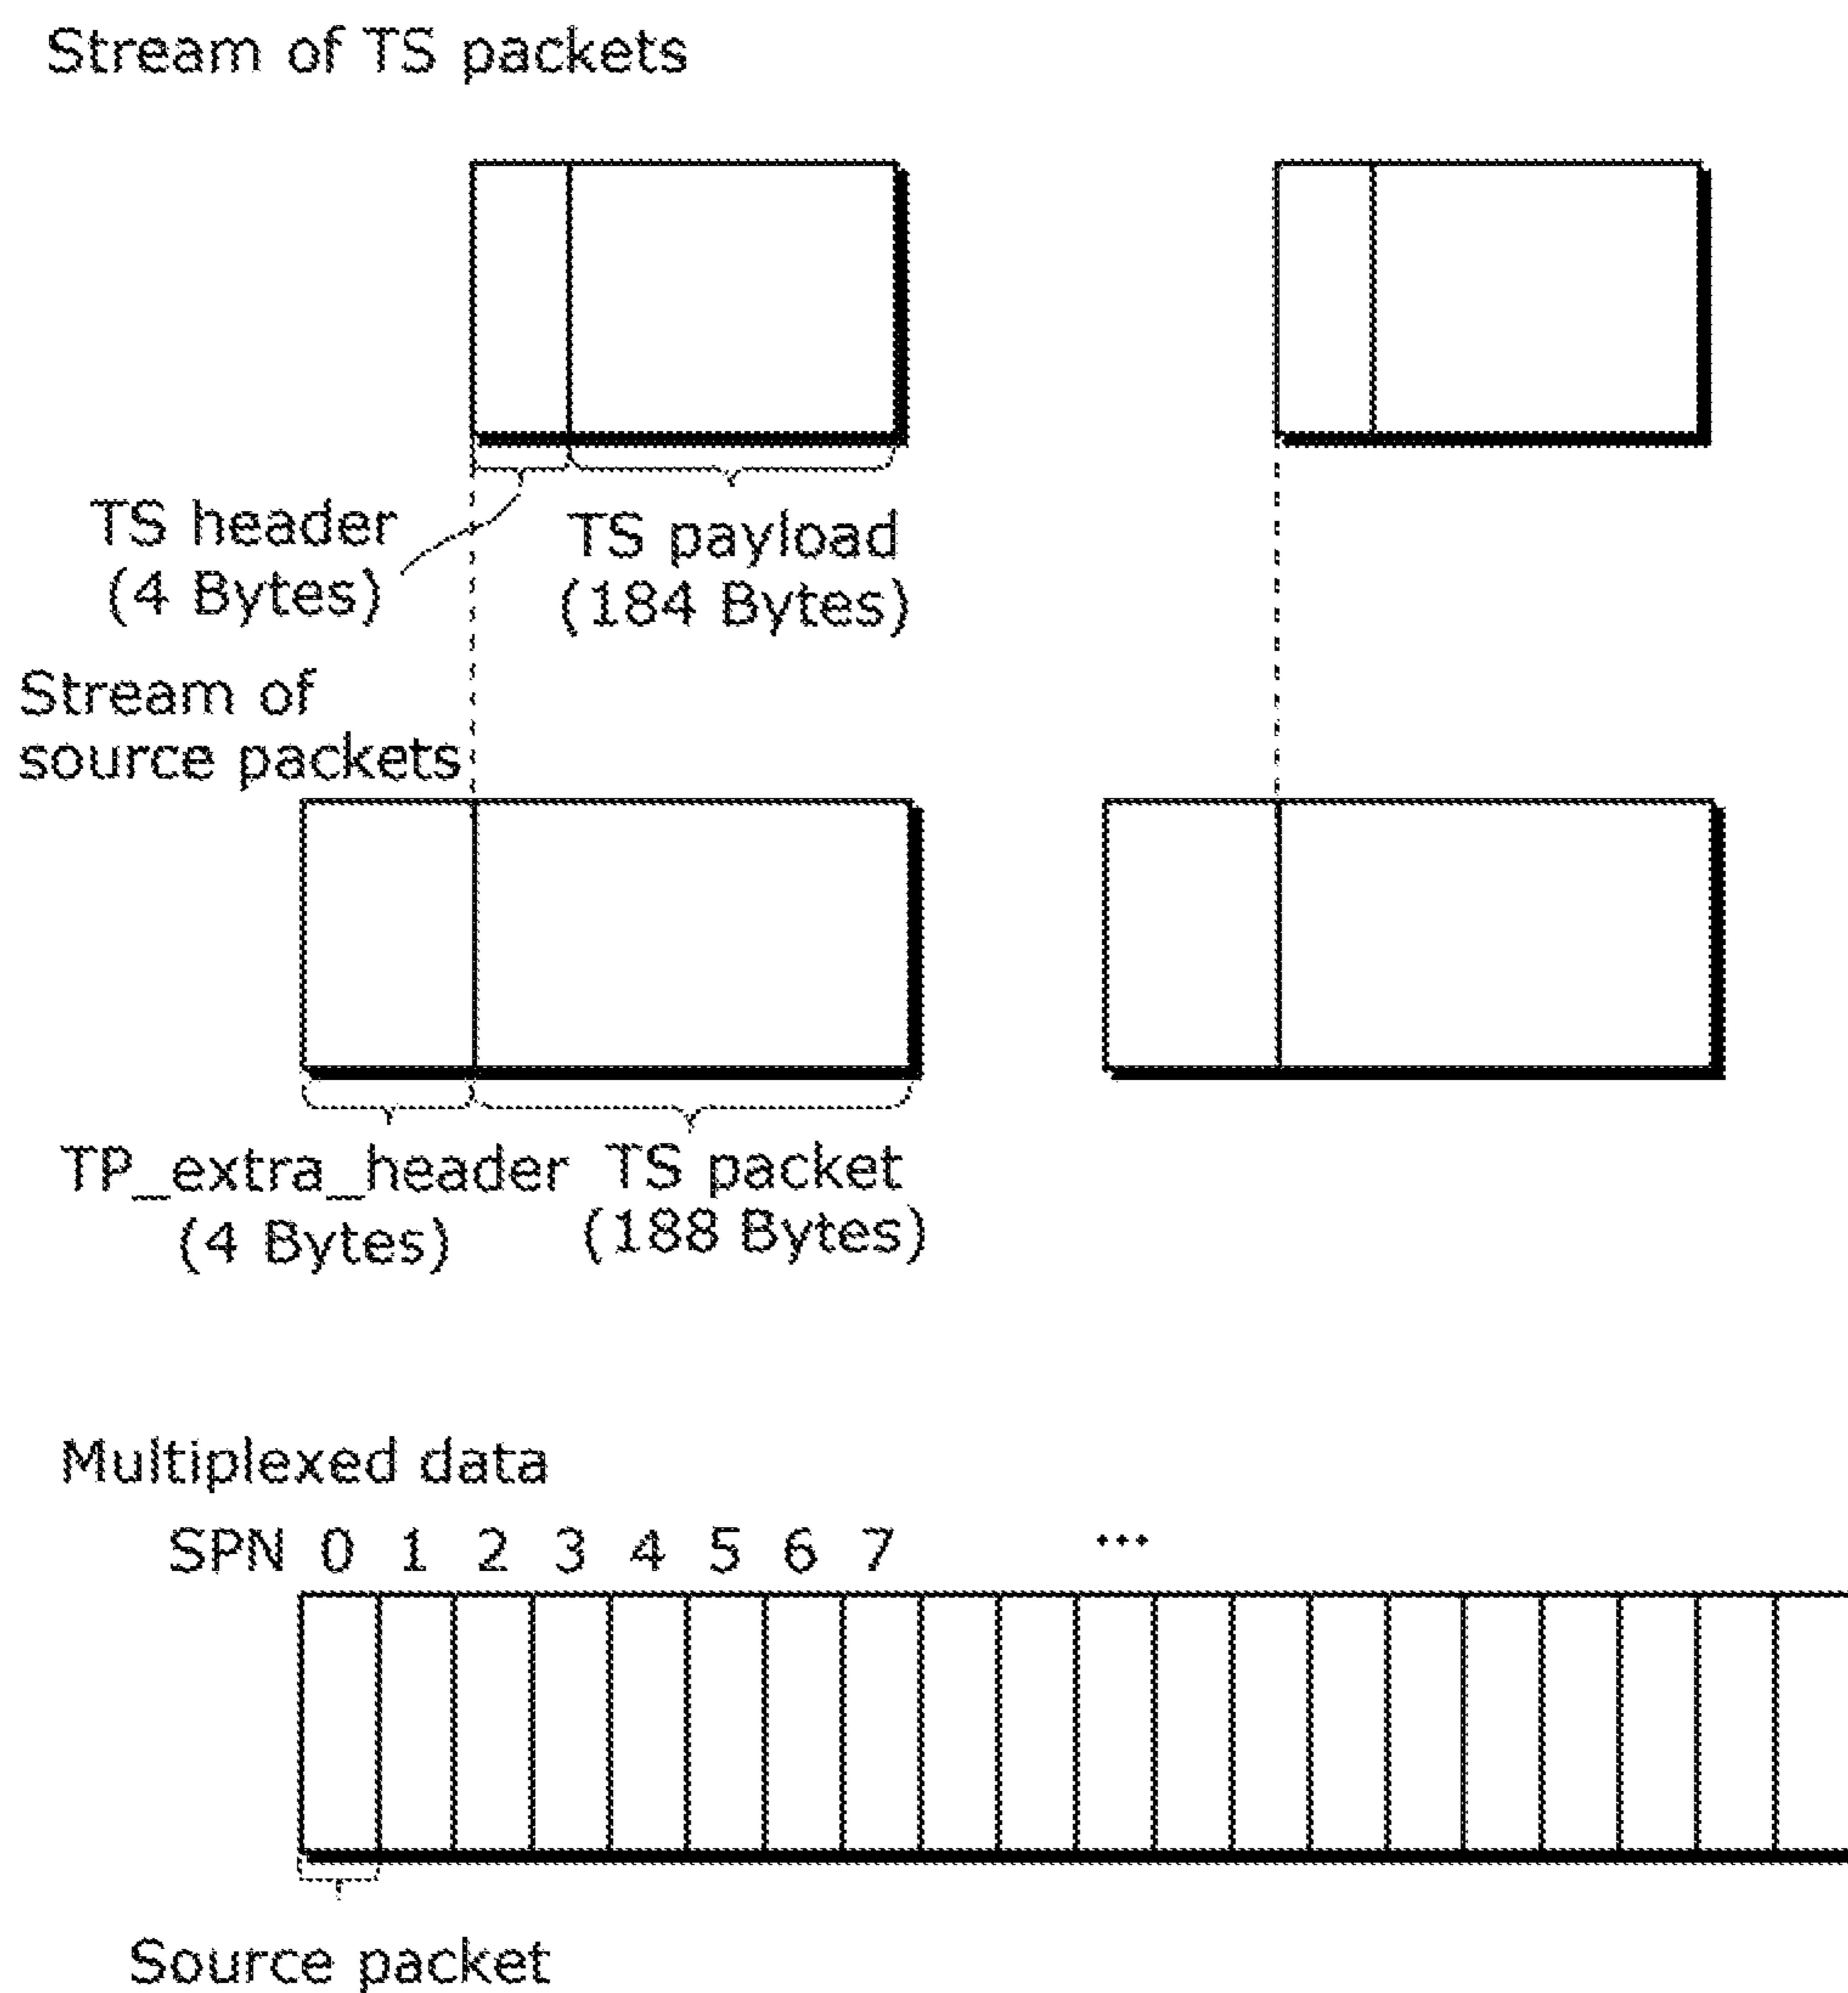 Stream of TS packets
TS header
(4 Bytes)
TS payload
(184 Bytes)
Stream of
source packets
TP_extra_header
(4 Bytes)
TS packet
(188 Bytes)
Multiplexed data
SPN 0 1 2 3 4 5 6 7 ...
Source packet